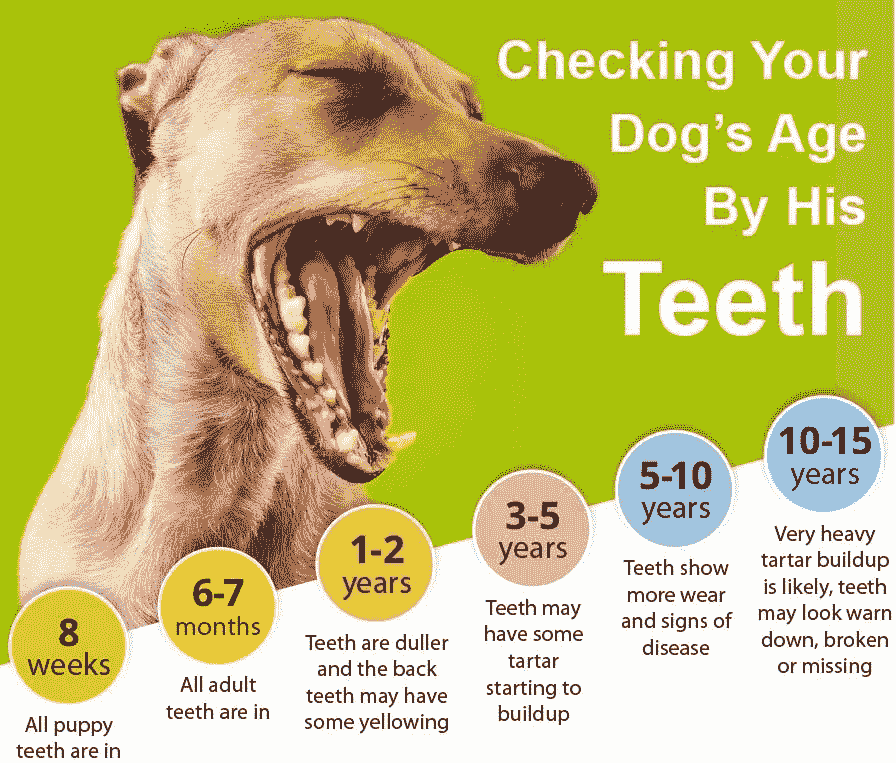 Checking Your
Dog's Age
By His
Teeth
8
weeks
All puppy
teeth are in
6-7
months
All adult
teeth are in
1-2
years
Teeth are duller
and the back
teeth may have
some yellowing
3-5
years
Teeth may
have some
tartar
starting to
buildup
5-10
years
Teeth show
more wear
and signs of
disease
10-15
years
Very heavy
tartar buildup
is likely, teeth
may look warn
down, broken
or missing